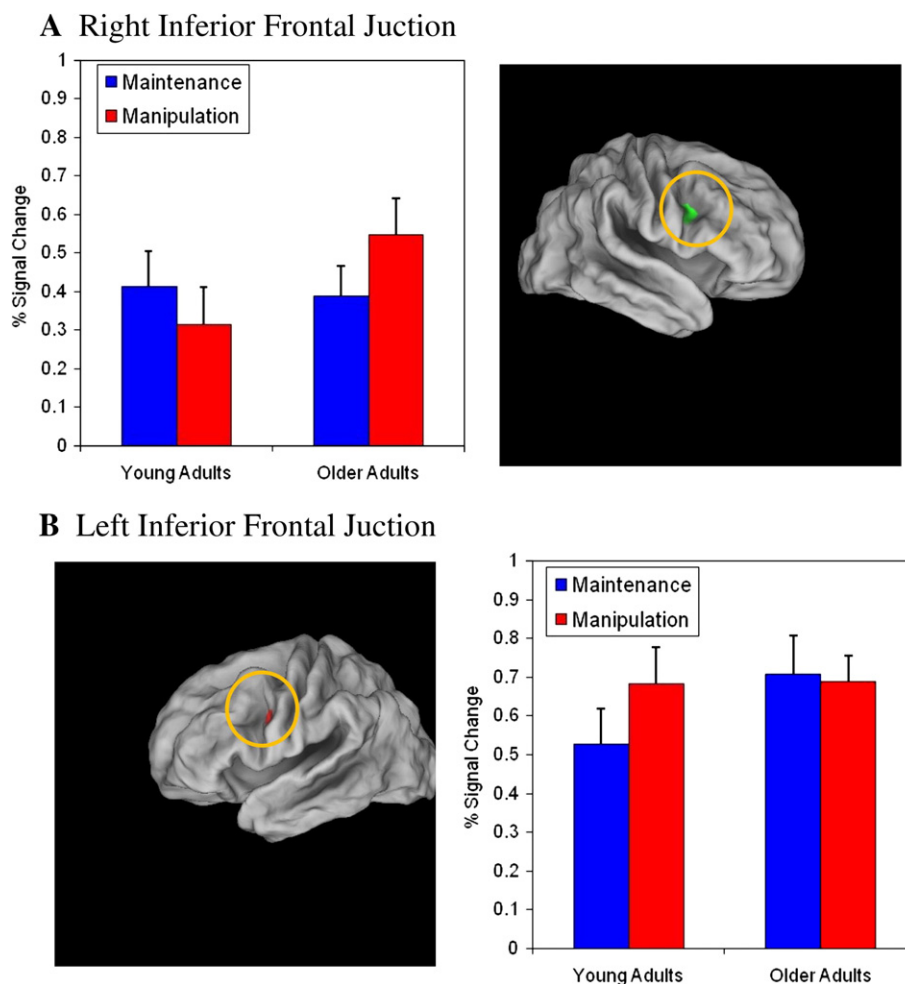 A Right Inferior Frontal Juction
1
0.9
0.8
0.7
0.6
0.5
0.4
0.3
0.2
0.1
0
% Signal Change
Maintenance
Manipulation
Young Adults Older Adults
B Left Inferior Frontal Juction
1
0.9
0.8
0.7
0.6
0.5
0.4
0.3
0.2
0.1
0
% Signal Change
Maintenance
Manipulation
Young Adults Older Adults